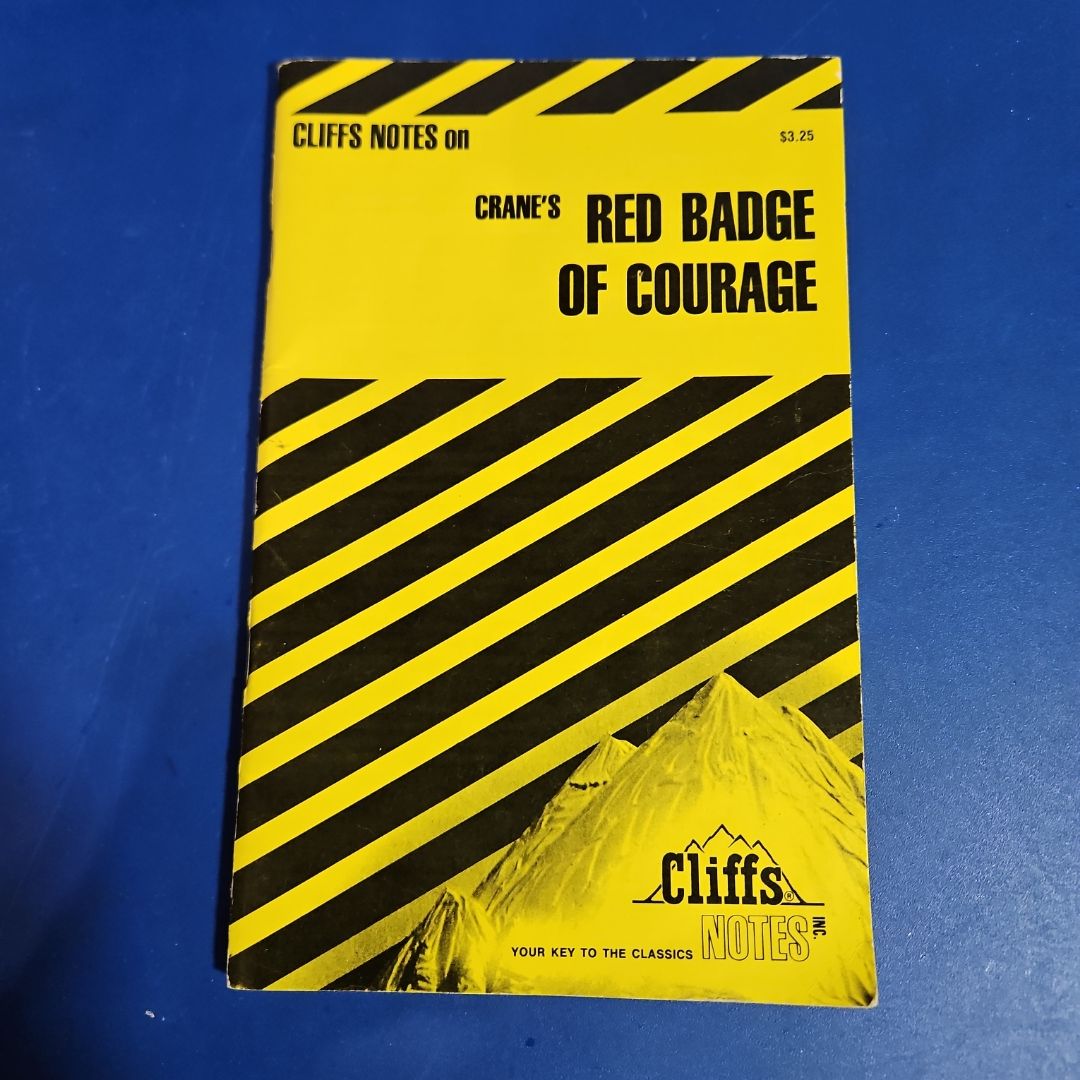 CLIFFS NOTES on
$3.25
CRANE'S RED BADGE
OF COURAGE
Cliffs®
NOTES INC.
YOUR KEY TO THE CLASSICS